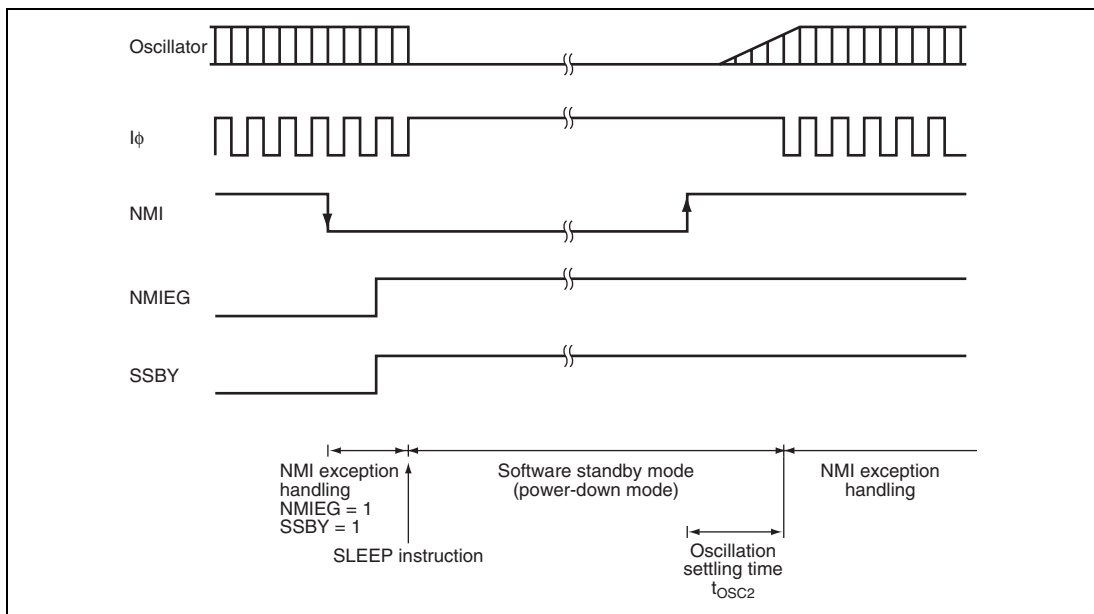 Oscillator
Iφ
NMI
NMIEG
SSBY
NMI exception
handling
NMIEG = 1
SSBY = 1
SLEEP instruction
Software standby mode
(power-down mode)
Oscillation
settling time
tOSC2
NMI exception
handling